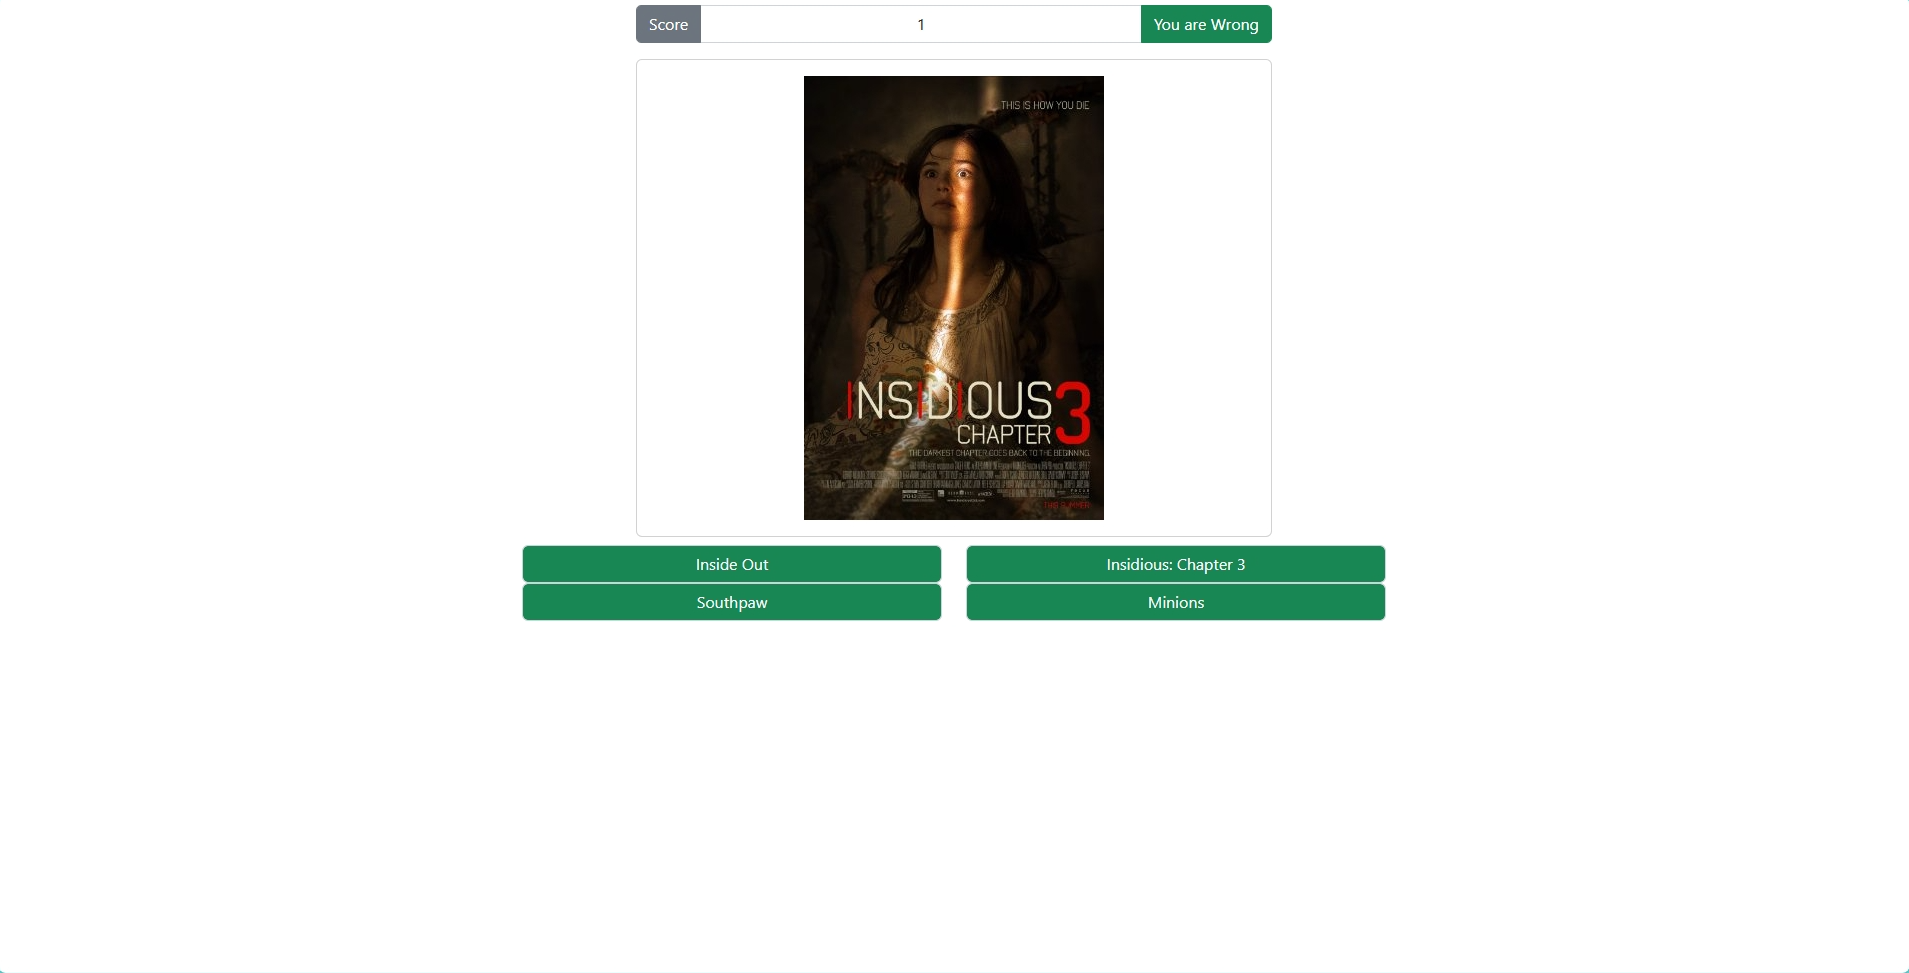 Score
1
You are Wrong
THIS IS HOW YOU DIE
INSIDIOUS
CHAPTER 3
THE DARKEST CHAPTER GOES BACK TO THE BEGINNING.
THIS SUMMER
Inside Out
Insidious: Chapter 3
Southpaw
Minions